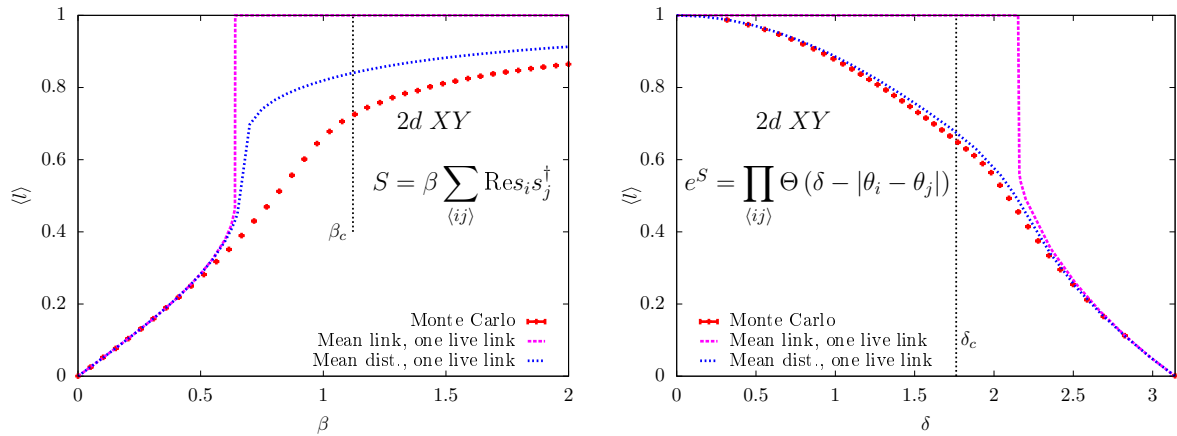 1
0.8
0.6
0.4
0.2
0
⟨l⟩
2d XY
S = β ∑⟨ij⟩ Re s_i s_j†
β_c
Monte Carlo
Mean link, one live link
Mean dist., one live link
0 0.5 1 1.5 2
β
1
0.8
0.6
0.4
0.2
0
⟨l⟩
2d XY
e^S = ∏⟨ij⟩ Θ (δ − |θ_i − θ_j|)
Monte Carlo
Mean link, one live link
Mean dist., one live link
δ_c
0 0.5 1 1.5 2 2.5 3
δ